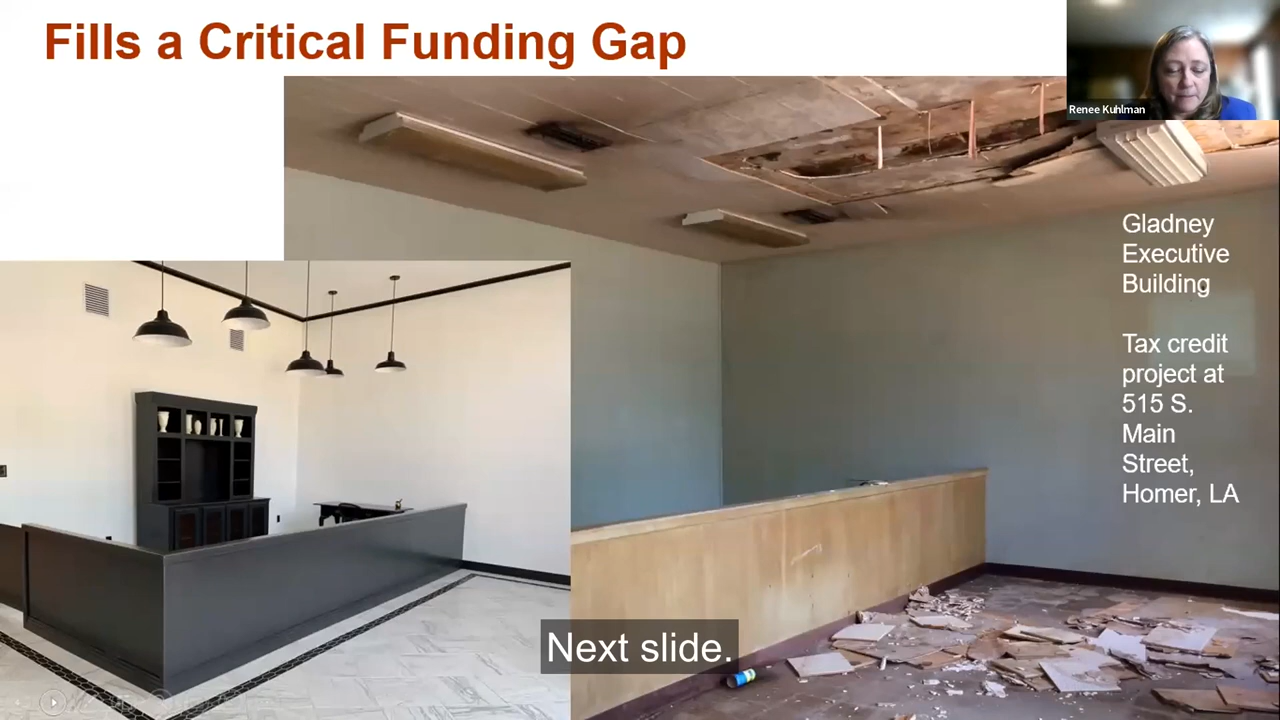 Fills a Critical Funding Gap
Renee Kuhlman
Gladney
Executive
Building
Tax credit
project at
515 S.
Main
Street,
Homer, LA
Next slide.